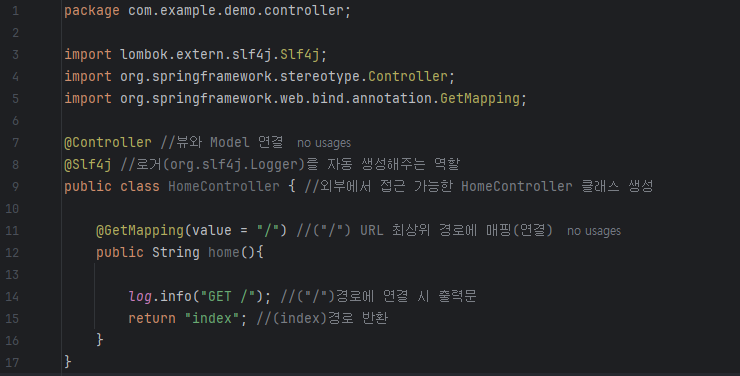 1 package com.example.demo.controller;
2
3 import lombok.extern.slf4j.Slf4j;
4 import org.springframework.stereotype.Controller;
5 import org.springframework.web.bind.annotation.GetMapping;
6
7 @Controller //뷰와 Model 연결 no usages
8 @Slf4j //로거(org.slf4j.Logger)를 자동 생성해주는 역할
9 public class HomeController { //외부에서 접근 가능한 HomeController 클래스 생성
10
11 @GetMapping(value = "/") //("/") URL 최상위 경로에 매핑(연결) no usages
12 public String home(){
13
14 log.info("GET /"); //("/")경로에 연결 시 출력문
15 return "index"; //(index)경로 반환
16 }
17 }